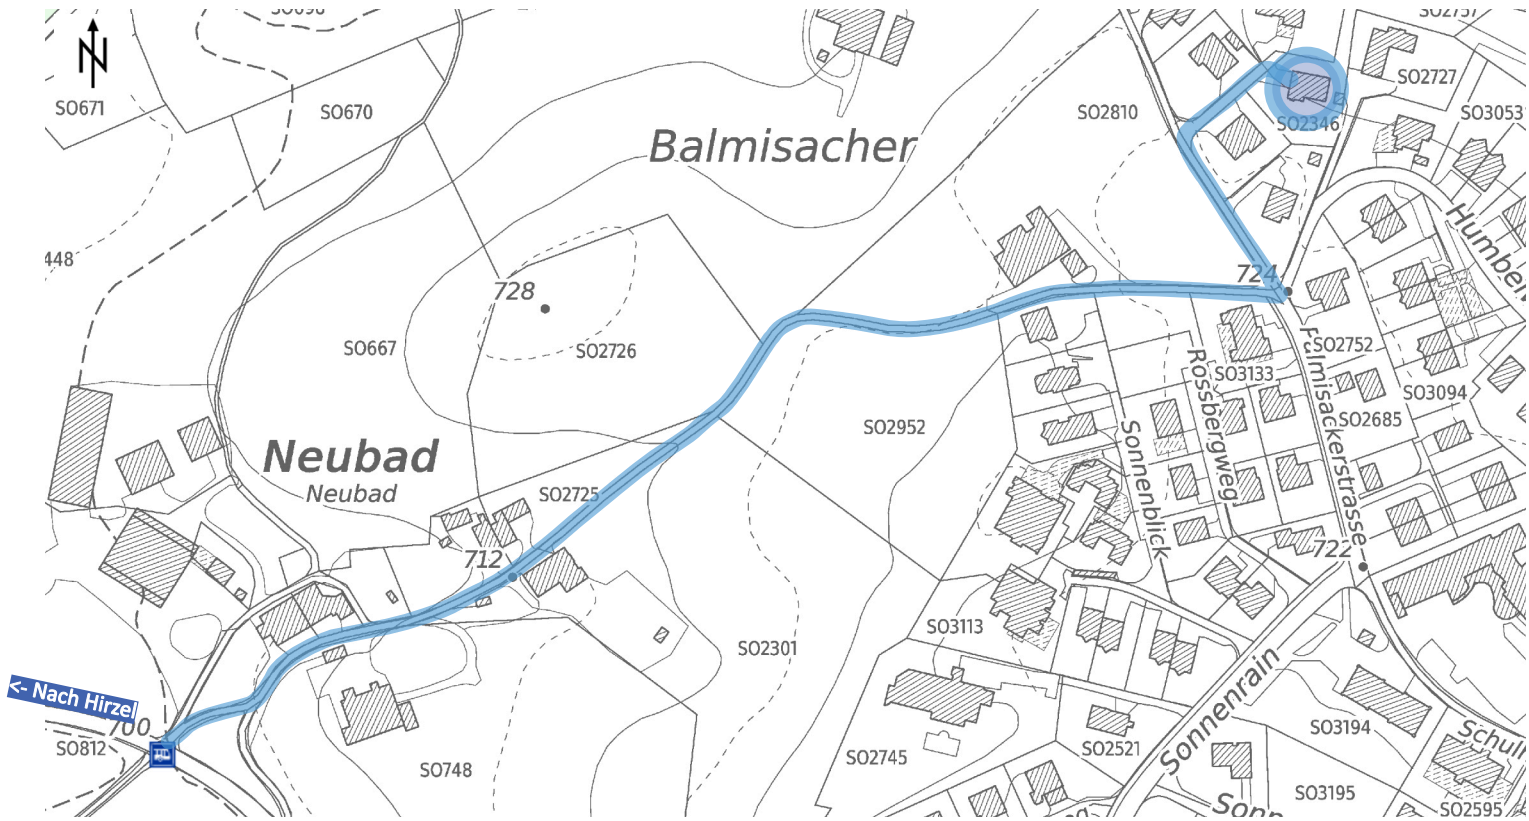 N
SO671
SO670
Balmisacher
SO2810
SO2727
SO3053
SO2346
448
728
724
Humbel
SO667
SO2726
SO2752
SO3133
SO3094
SO2685
SO2952
Rossbergweg
Sonnenblick
Balmisackerstrasse
Neubad
Neubad
SO2725
712
722
SO3113
SO2301
Sonnenrain
<- Nach Hirzel
700
SO812
SO748
SO2745
SO2521
SO3194
SO3195
SO2595